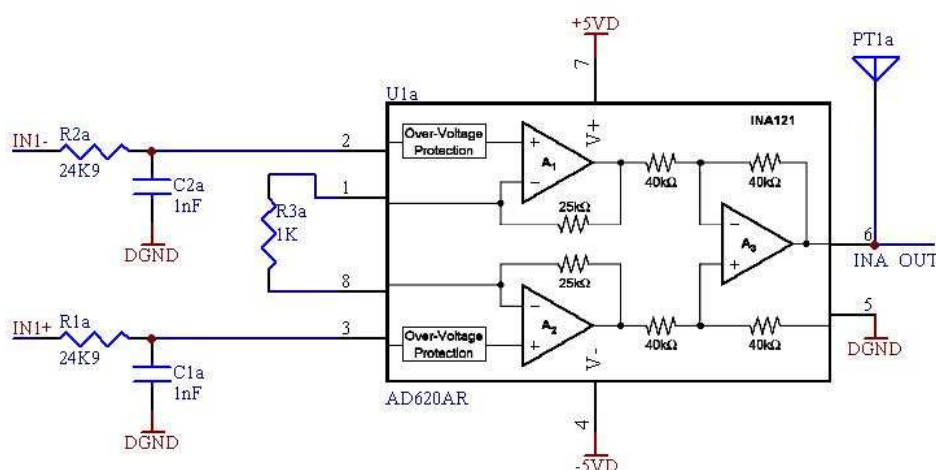 +5VD
PT1a
7
U1a
INA121
IN1-
R2a
24K9
2
Over-Voltage
Protection
V+
A1
C2a
1nF
DGND
1
40kΩ
40kΩ
25kΩ
R3a
1K
A3
6
INA_OUT
8
25kΩ
5
IN1+
R1a
24K9
3
A2
40kΩ
40kΩ
DGND
Over-Voltage
Protection
V-
C1a
1nF
DGND
AD620AR
4
-5VD